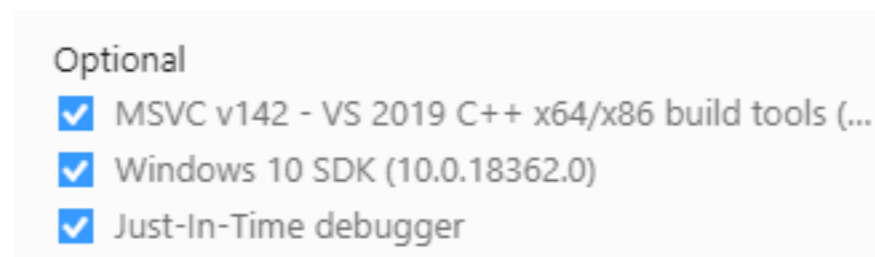 Optional
MSVC v142 - VS 2019 C++ x64/x86 build tools (...
Windows 10 SDK (10.0.18362.0)
Just-In-Time debugger